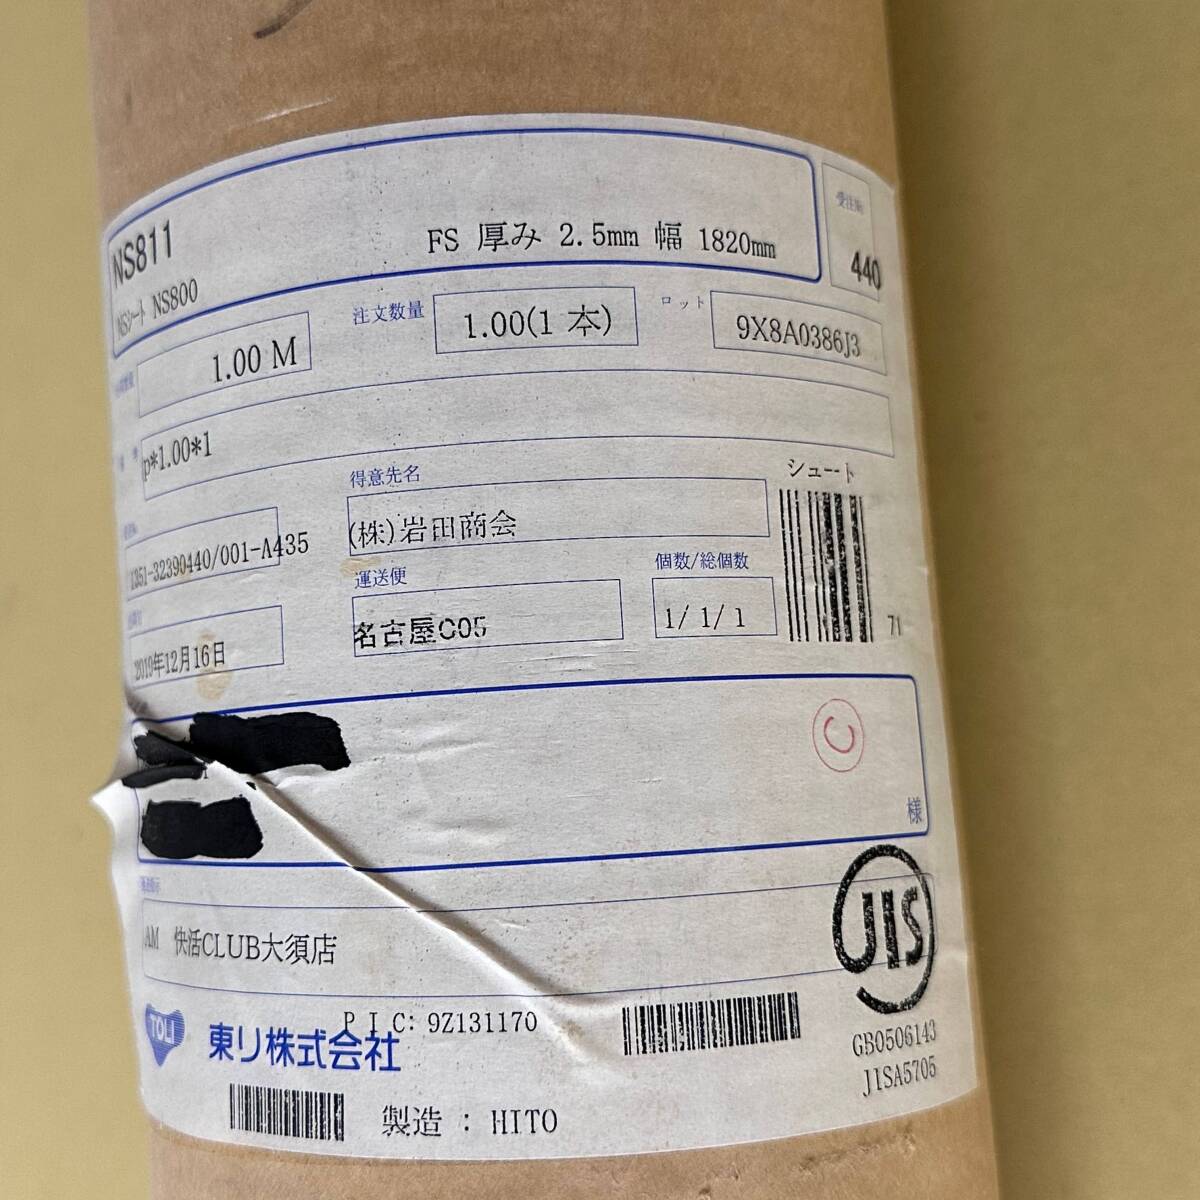 NS811
FS 厚み 2.5mm 幅 1820mm
NSシート NS800
440
1.00 M
注文数量
1.00(1 本)
ロット
9X8A0386J3
p*1.00*1
シュート
得意先名
(株)岩田商会
1351-32390440/001-A435
運送便
名古屋C05
個数/総個数
1/ 1/ 1
71
2019年12月16日
C
様
AM 快活CLUB大須店
JIS
TOLI
東リ株式会社
P I C: 9Z131170
GB0506143
JISA5705
製造 : HITO